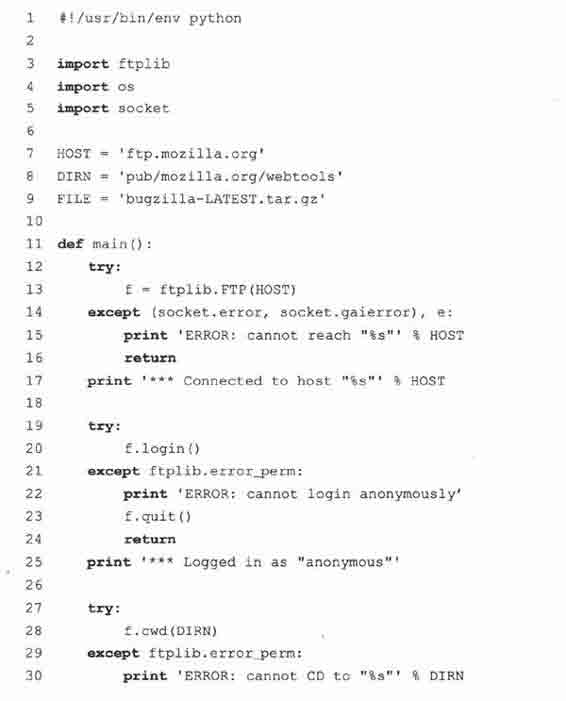 1 #!/usr/bin/env python
2
3 import ftplib
4 import os
5 import socket
6
7 HOST = 'ftp.mozilla.org'
8 DIRN = 'pub/mozilla.org/webtools'
9 FILE = 'bugzilla-LATEST.tar.gz'
10
11 def main():
12     try:
13         f = ftplib.FTP(HOST)
14     except (socket.error, socket.gaierror), e:
15         print 'ERROR: cannot reach "%s"' % HOST
16         return
17     print '*** Connected to host "%s"' % HOST
18
19     try:
20         f.login()
21     except ftplib.error_perm:
22         print 'ERROR: cannot login anonymously'
23         f.quit()
24         return
25     print '*** Logged in as "anonymous"'
26
27     try:
28         f.cwd(DIRN)
29     except ftplib.error_perm:
30         print 'ERROR: cannot CD to "%s"' % DIRN